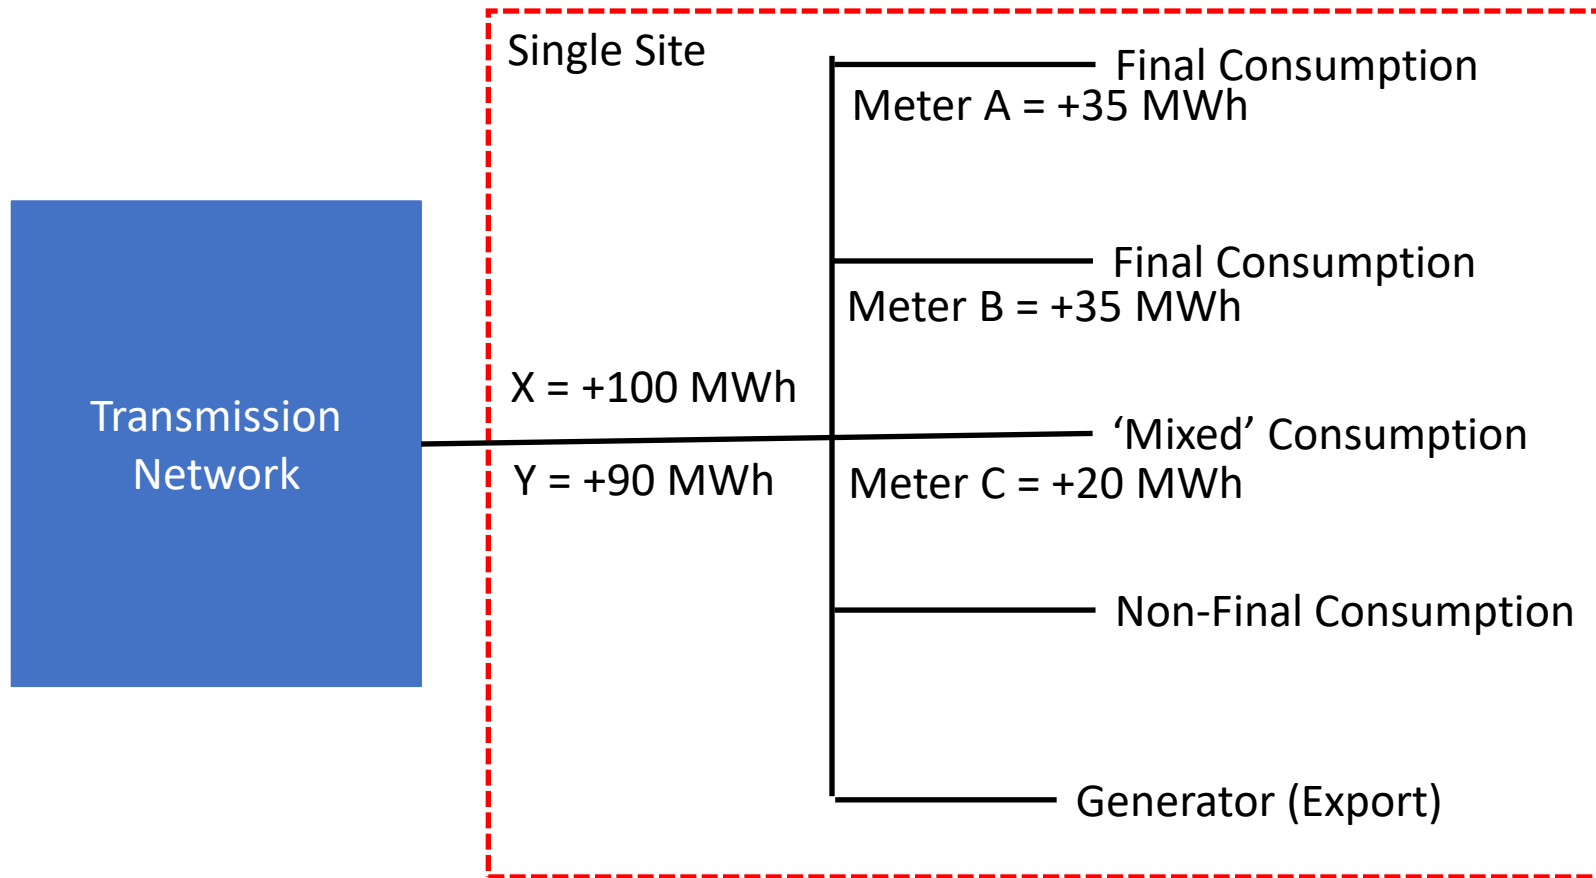 Single Site
Final Consumption
Meter A = +35 MWh
Final Consumption
Meter B = +35 MWh
X = +100 MWh
Transmission
Network
‘Mixed’ Consumption
Y = +90 MWh
Meter C = +20 MWh
Non-Final Consumption
Generator (Export)